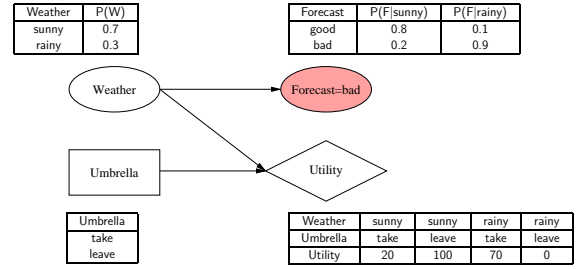 Weather P(W)
sunny 0.7
rainy 0.3
Forecast P(F|sunny) P(F|rainy)
good 0.8 0.1
bad 0.2 0.9
Weather
Forecast=bad
Umbrella
Utility
Umbrella
take
leave
Weather sunny sunny rainy rainy
Umbrella take leave take leave
Utility 20 100 70 0